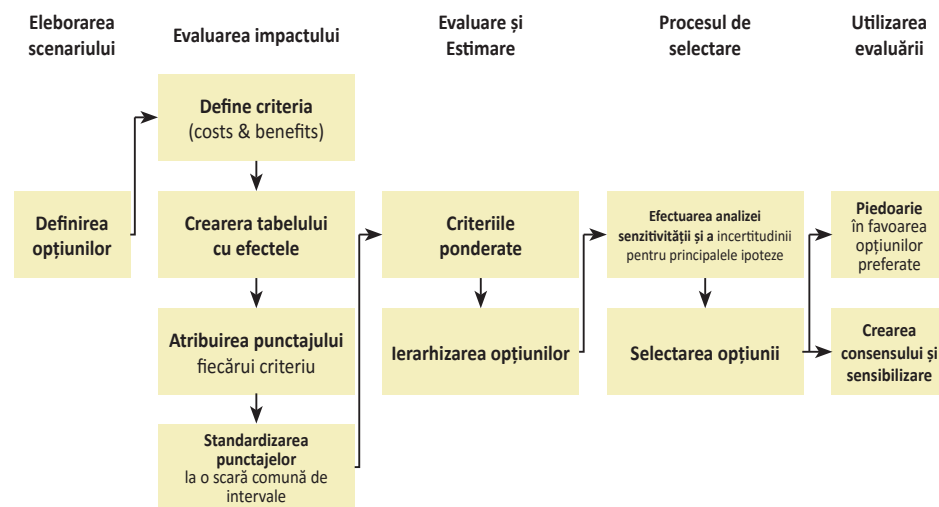 Eleborarea
scenariului
Evaluarea impactului
Evaluare și
Estimare
Procesul de
selectare
Utilizarea
evaluării
Define criteria
(costs & benefits)
Definirea
opțiunilor
Crearera tabelului
cu efectele
Atribuirea punctajului
fiecărui criteriu
Standardizarea
punctajelor
la o scară comună de
intervale
Criteriile
ponderate
Ierarhizarea opțiunilor
Efectuarea analizei
senzitivității și a incertitudinii
pentru principalele ipoteze
Selectarea opțiunii
Piedoarie
în favoarea
opțiunilor
preferate
Crearea
consensului și
sensibilizare